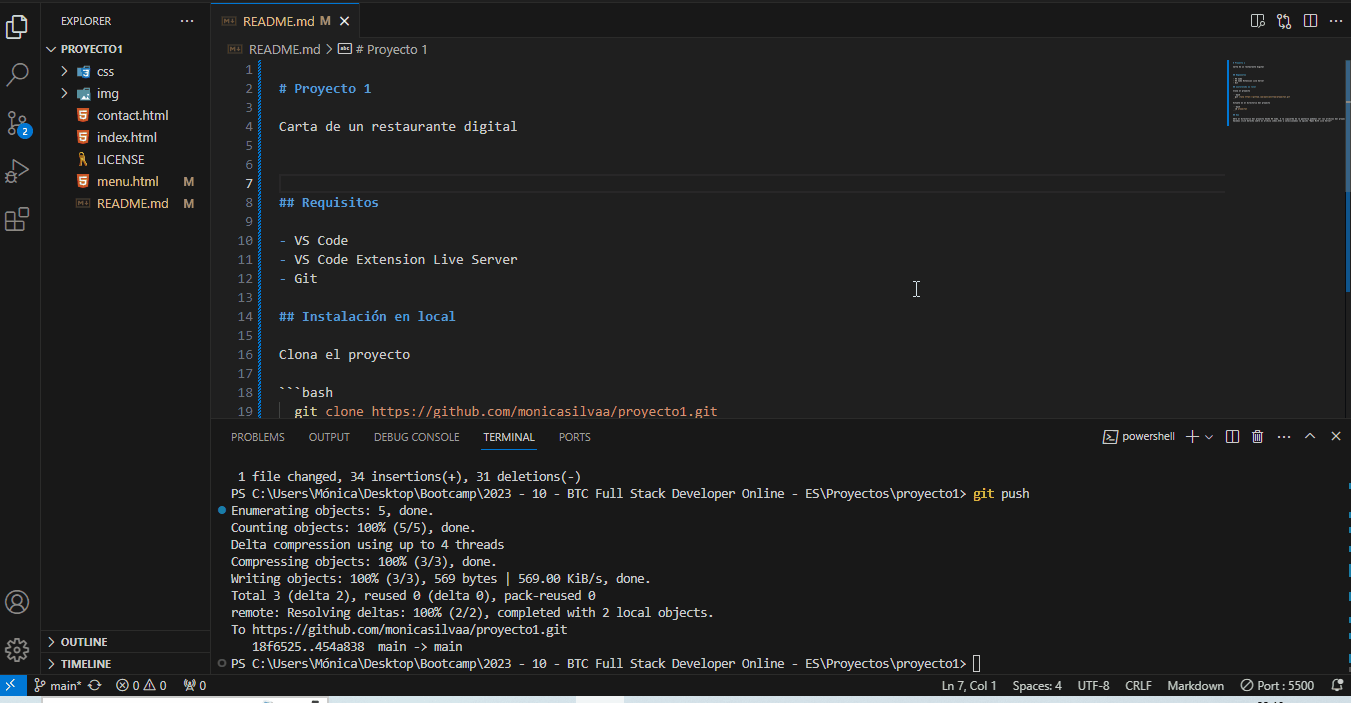 EXPLORER
README.md M
PROYECTO1
README.md > # Proyecto 1
css
img
contact.html
index.html
LICENSE
menu.html M
README.md M
1
2 # Proyecto 1
3
4 Carta de un restaurante digital
5
6
7
8 ## Requisitos
9
10 - VS Code
11 - VS Code Extension Live Server
12 - Git
13
14 ## Instalación en local
15
16 Clona el proyecto
17
18 ```bash
19 git clone https://github.com/monicasilvaa/proyecto1.git
2
PROBLEMS OUTPUT DEBUG CONSOLE TERMINAL PORTS
powershell
1 file changed, 34 insertions(+), 31 deletions(-)
PS C:\Users\Mónica\Desktop\Bootcamp\2023 - 10 - BTC Full Stack Developer Online - ES\Proyectos\proyecto1> git push
Enumerating objects: 5, done.
Counting objects: 100% (5/5), done.
Delta compression using up to 4 threads
Compressing objects: 100% (3/3), done.
Writing objects: 100% (3/3), 569 bytes | 569.00 KiB/s, done.
Total 3 (delta 2), reused 0 (delta 0), pack-reused 0
remote: Resolving deltas: 100% (2/2), completed with 2 local objects.
To https://github.com/monicasilvaa/proyecto1.git
18f6525..454a838 main -> main
PS C:\Users\Mónica\Desktop\Bootcamp\2023 - 10 - BTC Full Stack Developer Online - ES\Proyectos\proyecto1>
OUTLINE
TIMELINE
main* 0 0 0
Ln 7, Col 1 Spaces: 4 UTF-8 CRLF Markdown Port : 5500